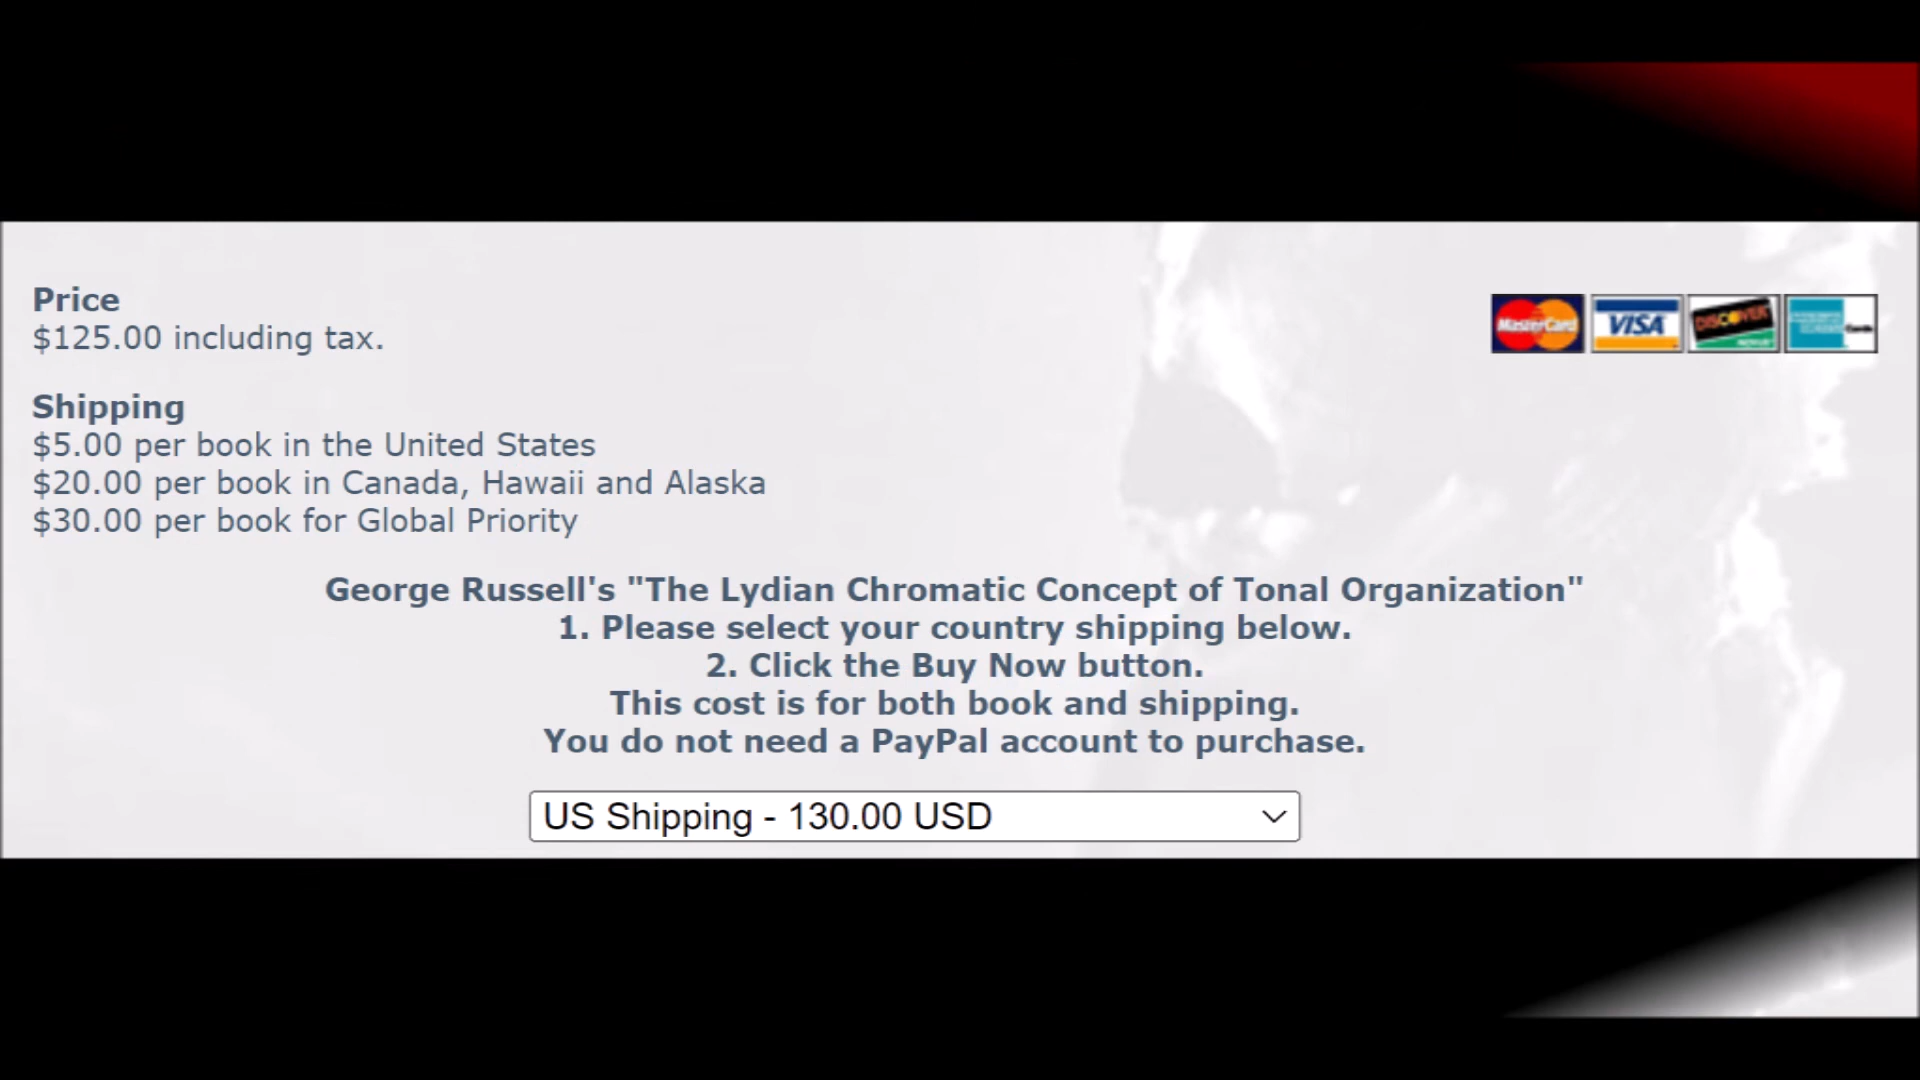 Price
$125.00 including tax.
MasterCard VISA DISCOVER
Shipping
$5.00 per book in the United States
$20.00 per book in Canada, Hawaii and Alaska
$30.00 per book for Global Priority
George Russell's "The Lydian Chromatic Concept of Tonal Organization"
1. Please select your country shipping below.
2. Click the Buy Now button.
This cost is for both book and shipping.
You do not need a PayPal account to purchase.
US Shipping - 130.00 USD